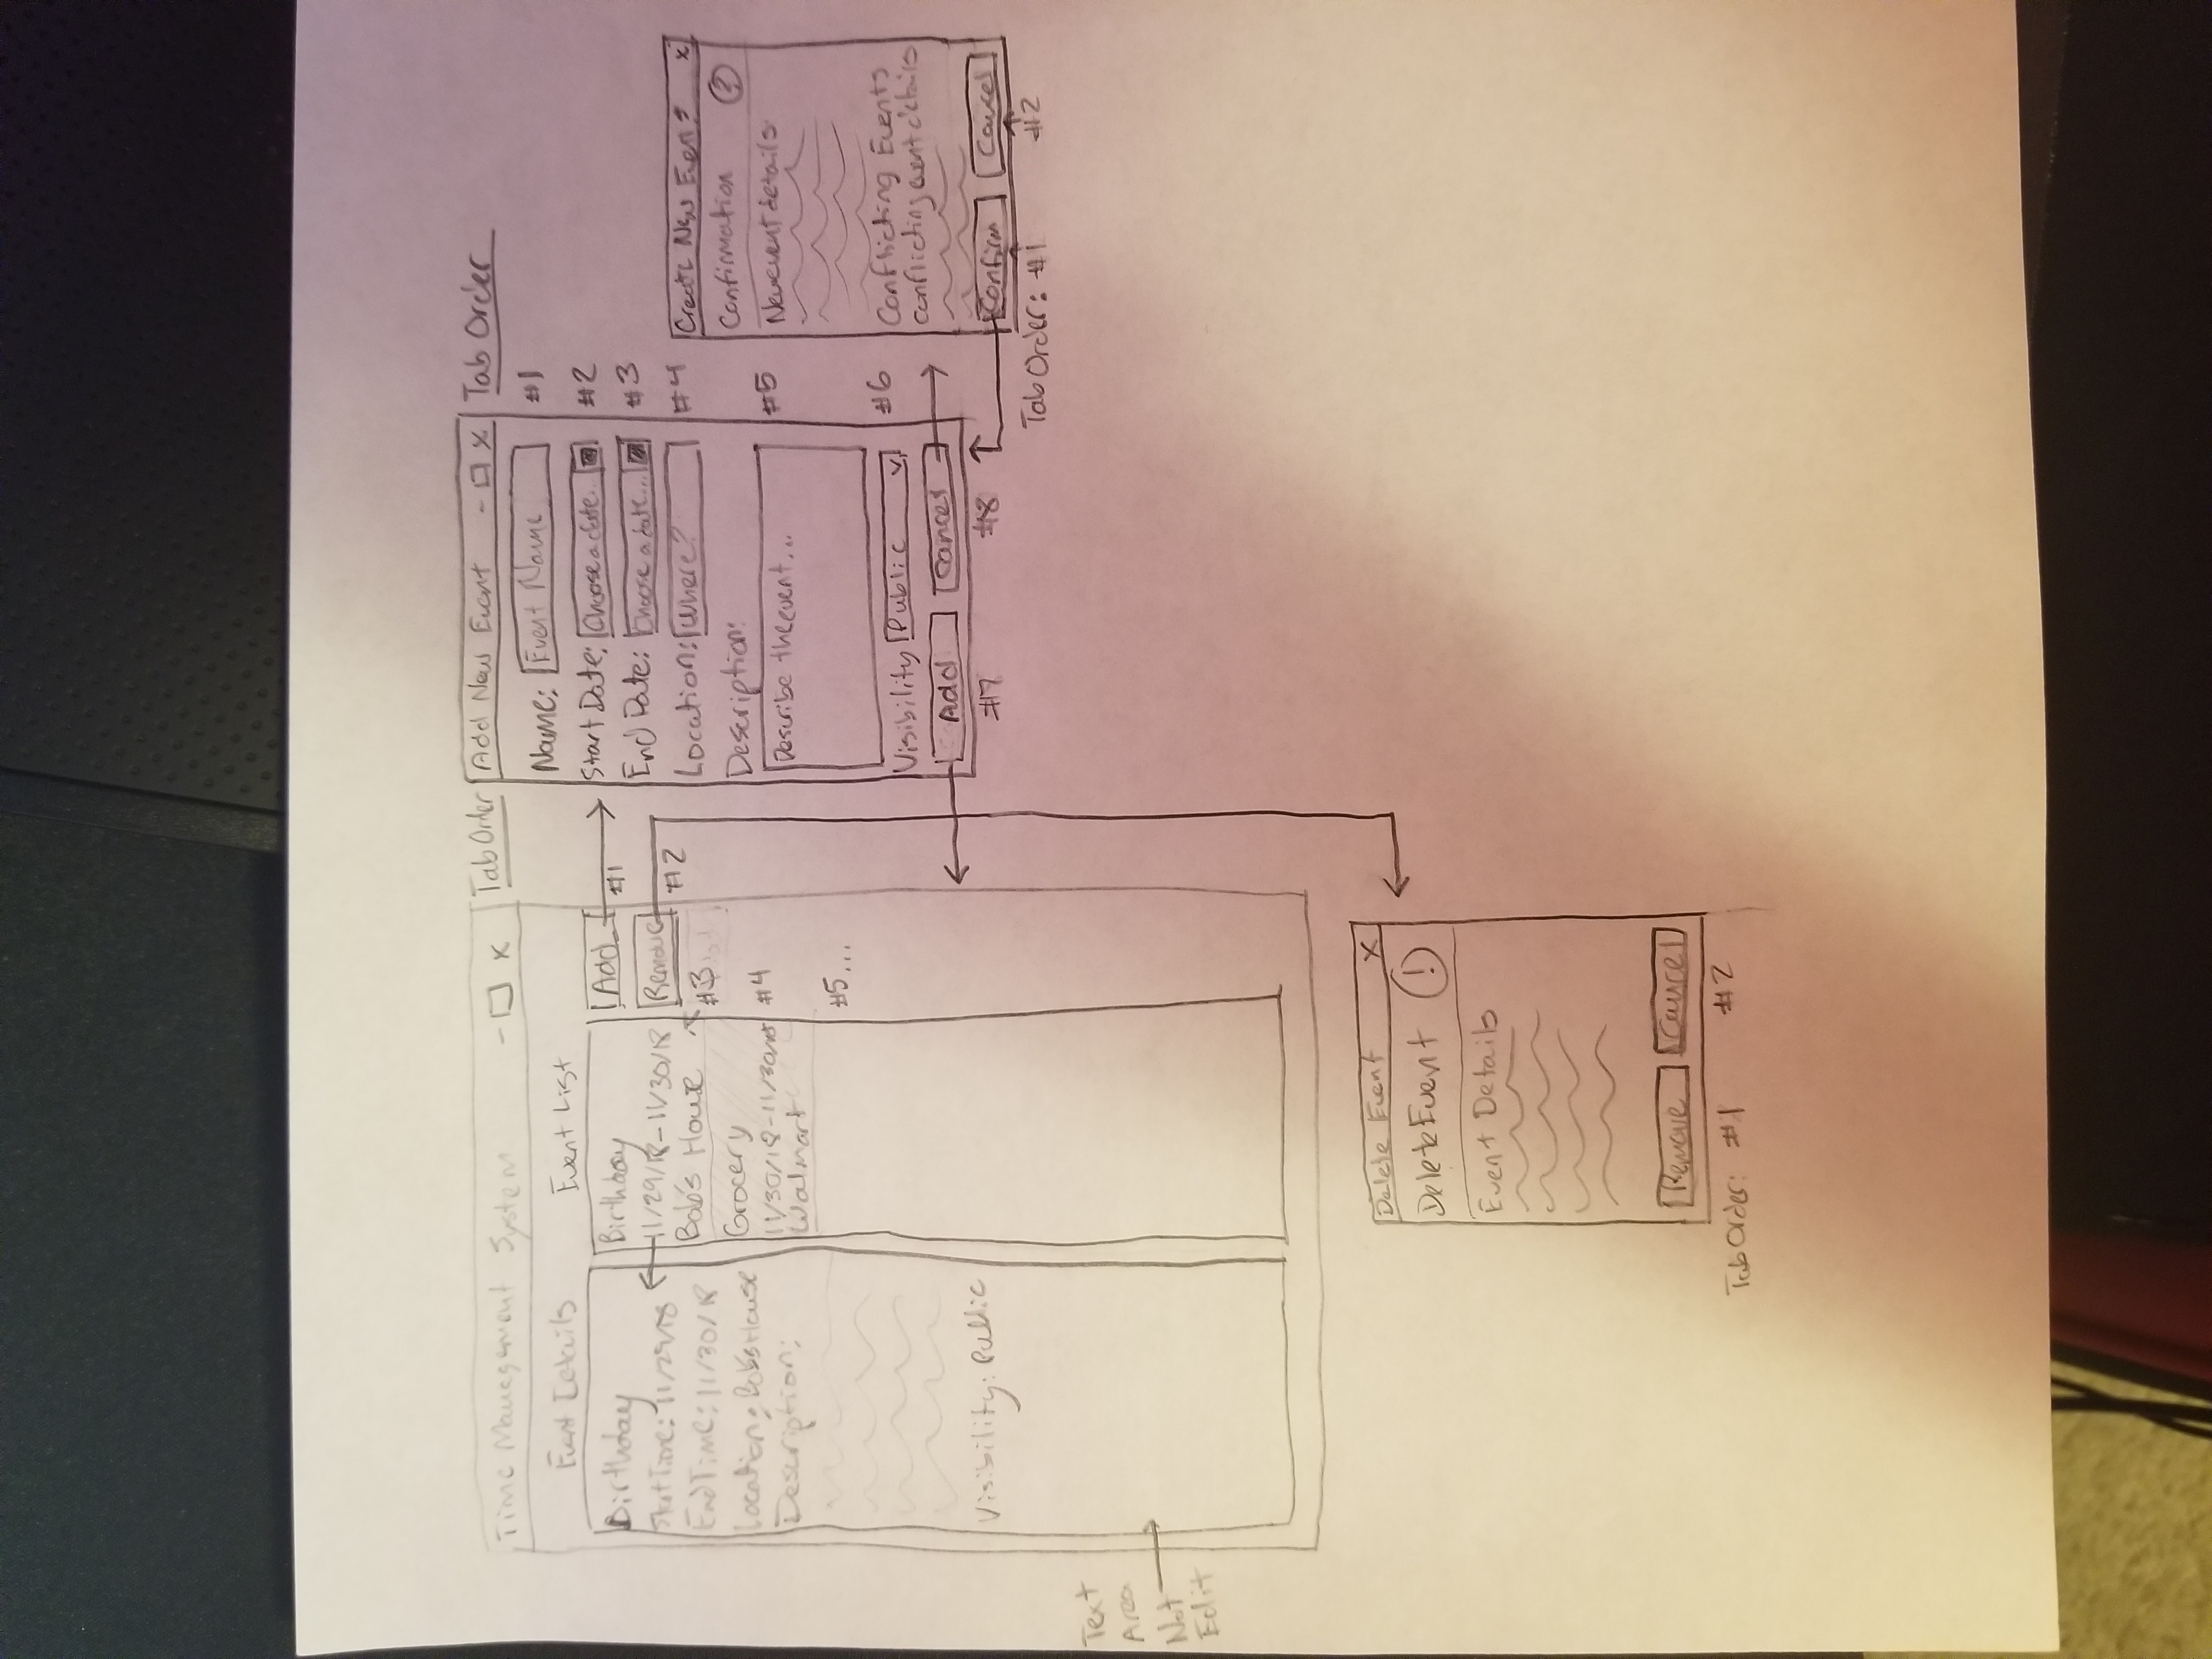 Time Management System - □ x
Event Details
Birthday
Start Time: 11/29/18
End Time: 11/30/18
Location: Bob's House
Description:
Visibility: Public
Text
Area
Not
Edit
Event List
Birthday
11/29/18-11/30/18
Bob's House
Grocery
11/30/18-11/30/18
Walmart
Add
Remove
Tab Order
#1
#2
#3
#4
#5...
Add New Event - □ x
Name: Event Name
Start Date: Choose a date...
End Date: Choose a date...
Location: Where?
Description:
Describe the event...
Visibility Public v
Add Cancel
#7 #8
Tab Order
#1
#2
#3
#4
#5
#6
Create New Event? x
Confirmation ?
New event details
Conflicting Events
conflicting event details
Confirm Cancel
Tab Order: #1 #2
Delete Event X
Delete Event !
Event Details
Remove Cancel
Tab Order: #1 #2